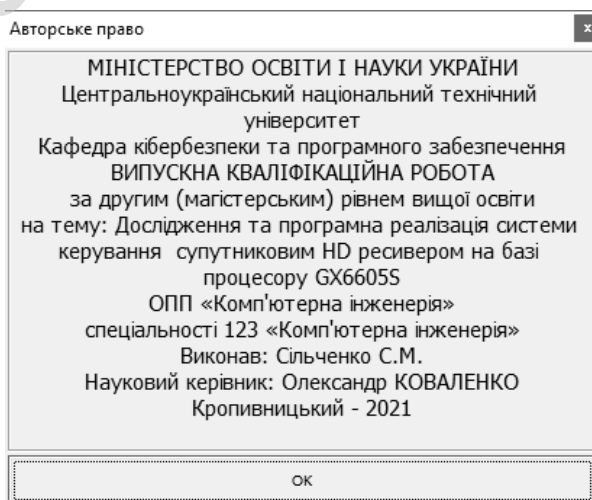 Авторське право
x
МІНІСТЕРСТВО ОСВІТИ І НАУКИ УКРАЇНИ
Центральноукраїнський національний технічний
університет
Кафедра кібербезпеки та програмного забезпечення
ВИПУСКНА КВАЛІФІКАЦІЙНА РОБОТА
за другим (магістерським) рівнем вищої освіти
на тему: Дослідження та програмна реалізація системи
керування  супутниковим HD ресивером на базі
процесору GX6605S
ОПП «Комп'ютерна інженерія»
спеціальності 123 «Комп'ютерна інженерія»
Виконав: Сільченко С.М.
Науковий керівник: Олександр КОВАЛЕНКО
Кропивницький - 2021
ОК